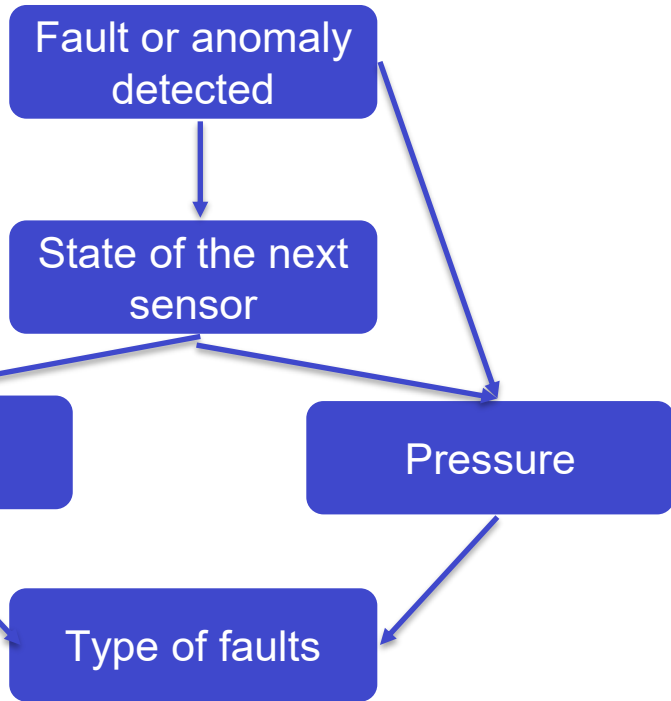 Fault or anomaly
detected
State of the next
sensor
Pressure
Type of faults